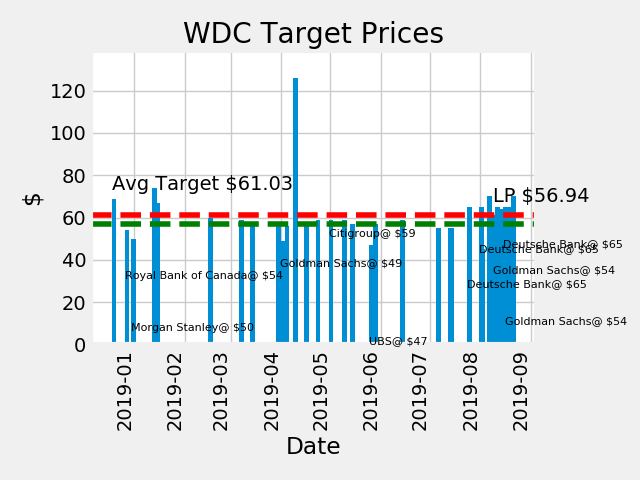 WDC Target Prices
120
100
80
60
40
20
0
$
Avg Target $61.03
LP $56.94
Citigroup@ $59
Deutsche Bank@ $65
Deutsche Bank@ $65
Goldman Sachs@ $49
Royal Bank of Canada@ $54
Goldman Sachs@ $54
Deutsche Bank@ $65
Goldman Sachs@ $54
Morgan Stanley@ $50
UBS@ $47
2019-01
2019-02
2019-03
2019-04
2019-05
2019-06
2019-07
2019-08
2019-09
Date